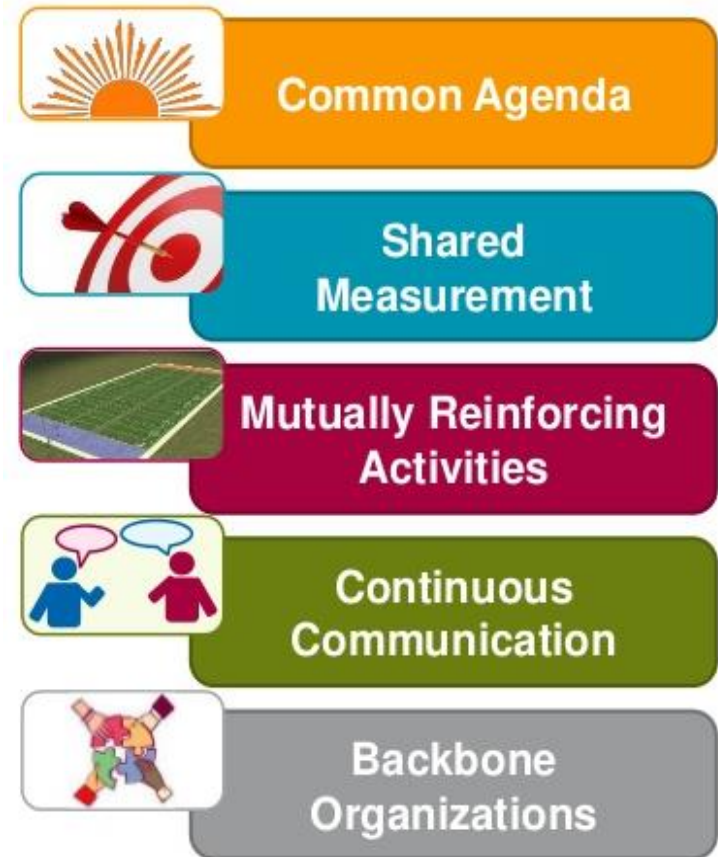 Common Agenda
Shared
Measurement
Mutually Reinforcing
Activities
Continuous
Communication
Backbone
Organizations